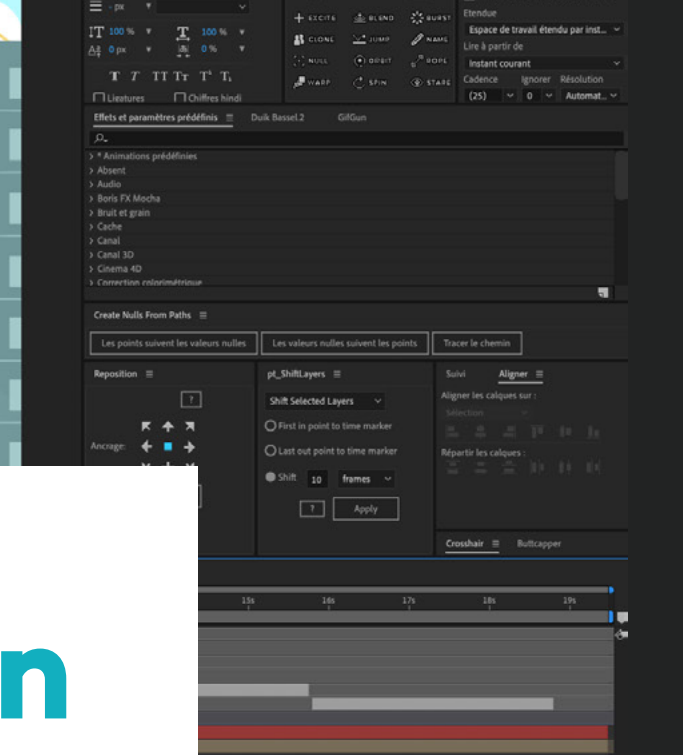 - px
100 %
100 %
0 px
0 %
T T TT Tт T¹ T₁
Ligatures
Chiffres hindi
EXCITE
BLEND
BURST
CLONE
JUMP
NAME
NULL
ORBIT
ROPE
WARP
SPIN
STARE
Etendue
Espace de travail étendu par inst...
Lire à partir de
Instant courant
Cadence Ignorer Résolution
(25) 0 Automat...
Effets et paramètres prédéfinis Duik Bassel.2 GifGun
> * Animations prédéfinies
> Absent
> Audio
> Boris FX Mocha
> Bruit et grain
> Cache
> Canal
> Canal 3D
> Cinema 4D
> Correction colorimétrique
Create Nulls From Paths
Les points suivent les valeurs nulles
Les valeurs nulles suivent les points
Tracer le chemin
Reposition
?
Ancrage:
pt_ShiftLayers
Shift Selected Layers
First in point to time marker
Last out point to time marker
Shift 10 frames
? Apply
Suivi Aligner
Aligner les calques sur :
Sélection
Répartir les calques :
Crosshair Buttcapper
15s 16s 17s 18s 19s
n